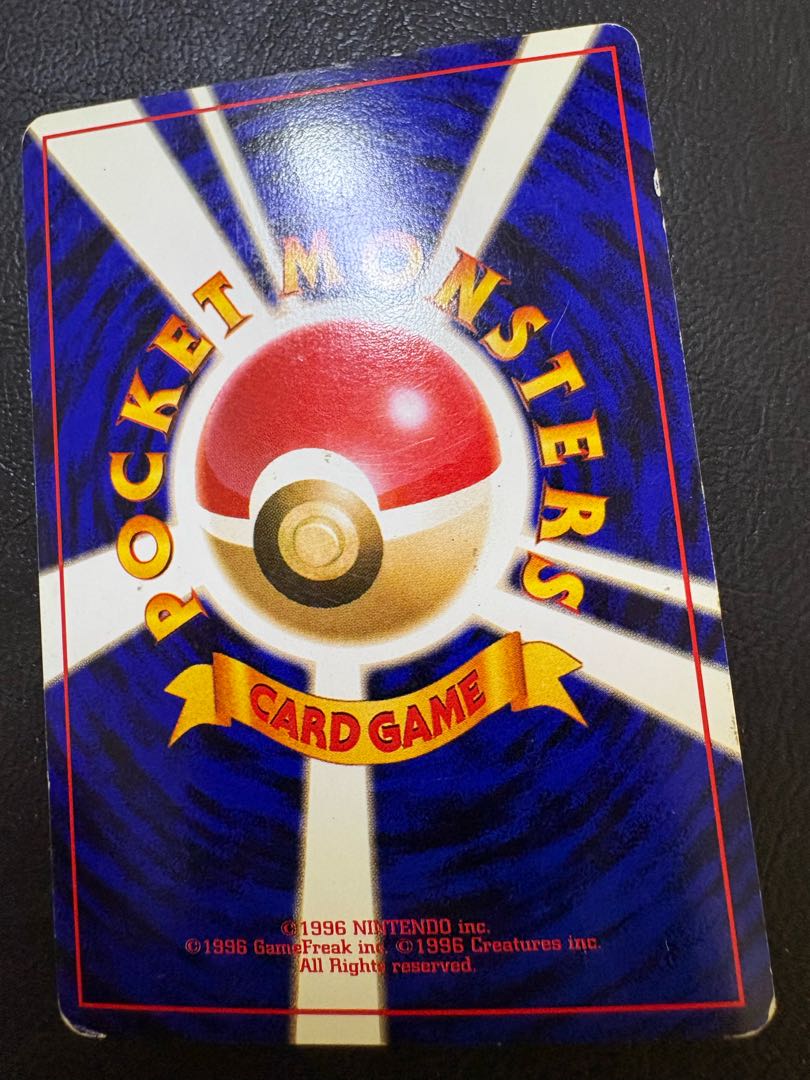 POCKET MONSTERS
CARD GAME
©1996 NINTENDO inc.
©1996 GameFreak inc. ©1996 Creatures inc.
All Rights reserved.